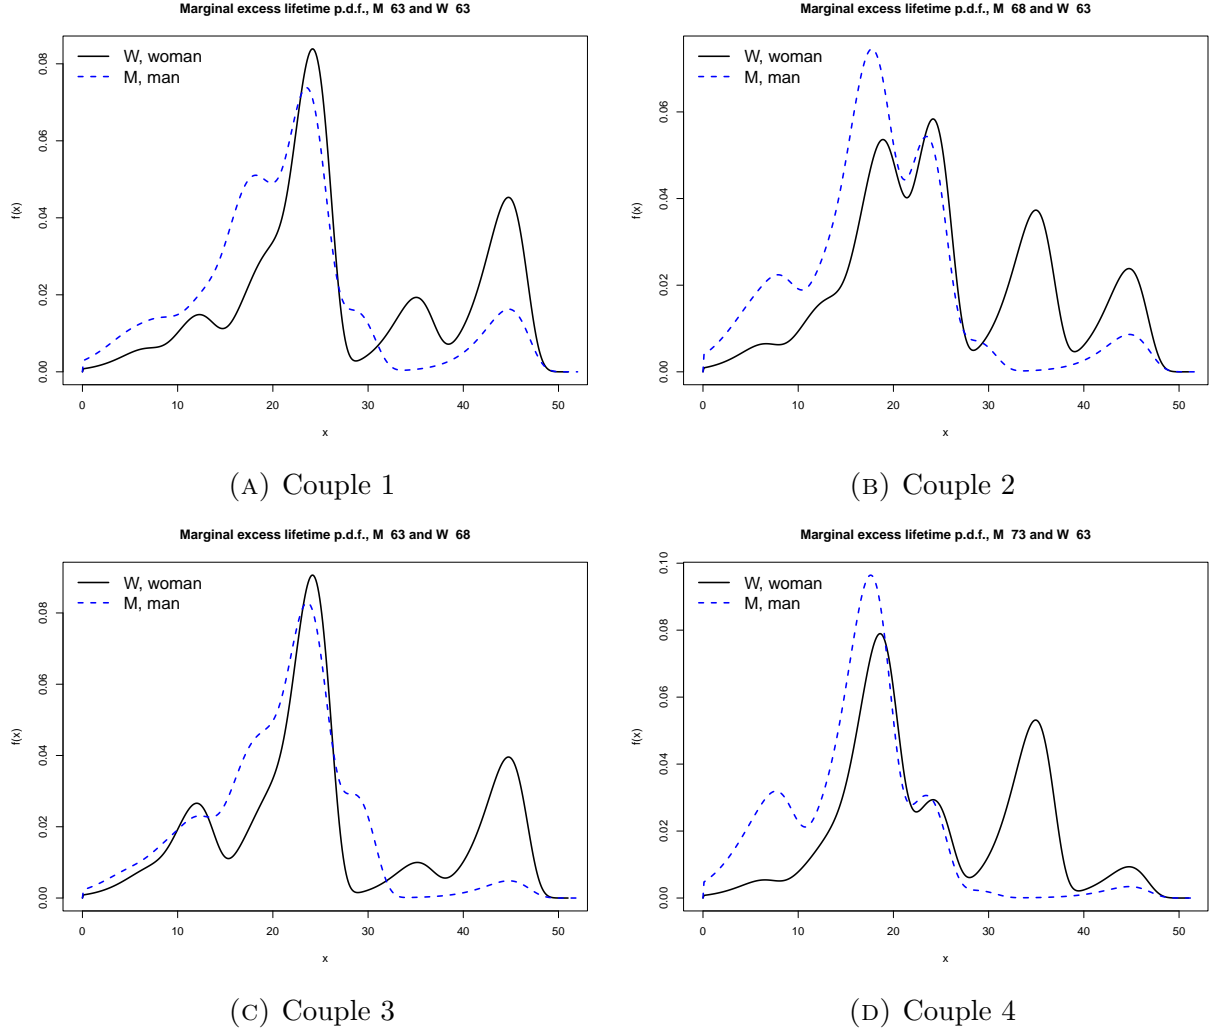 Marginal excess lifetime p.d.f., M  63 and W  63
W, woman
M, man
f(x)
0.00
0.02
0.04
0.06
0.08
0 10 20 30 40 50
x
(A) Couple 1
Marginal excess lifetime p.d.f., M  68 and W  63
W, woman
M, man
f(x)
0.00
0.02
0.04
0.06
0 10 20 30 40 50
x
(B) Couple 2
Marginal excess lifetime p.d.f., M  63 and W  68
W, woman
M, man
f(x)
0.00
0.02
0.04
0.06
0.08
0 10 20 30 40 50
x
(C) Couple 3
Marginal excess lifetime p.d.f., M  73 and W  63
W, woman
M, man
f(x)
0.00
0.02
0.04
0.06
0.08
0.10
0 10 20 30 40 50
x
(D) Couple 4